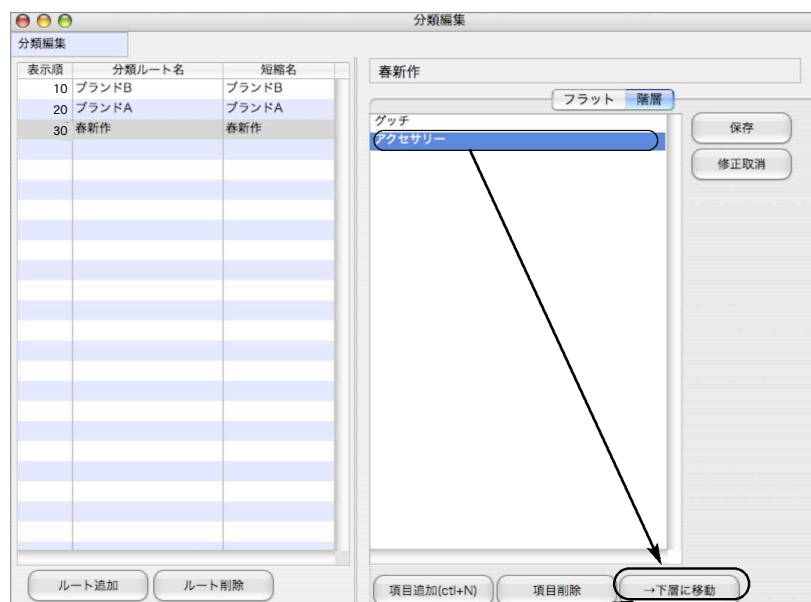 分類編集
分類編集
表示順 分類ルート名 短縮名
10 ブランドB ブランドB
20 ブランドA ブランドA
30 春新作 春新作
ルート追加 ルート削除
春新作
フラット 階層
グッチ
アクセサリー
保存
修正取消
項目追加(ctl+N) 項目削除 →下層に移動